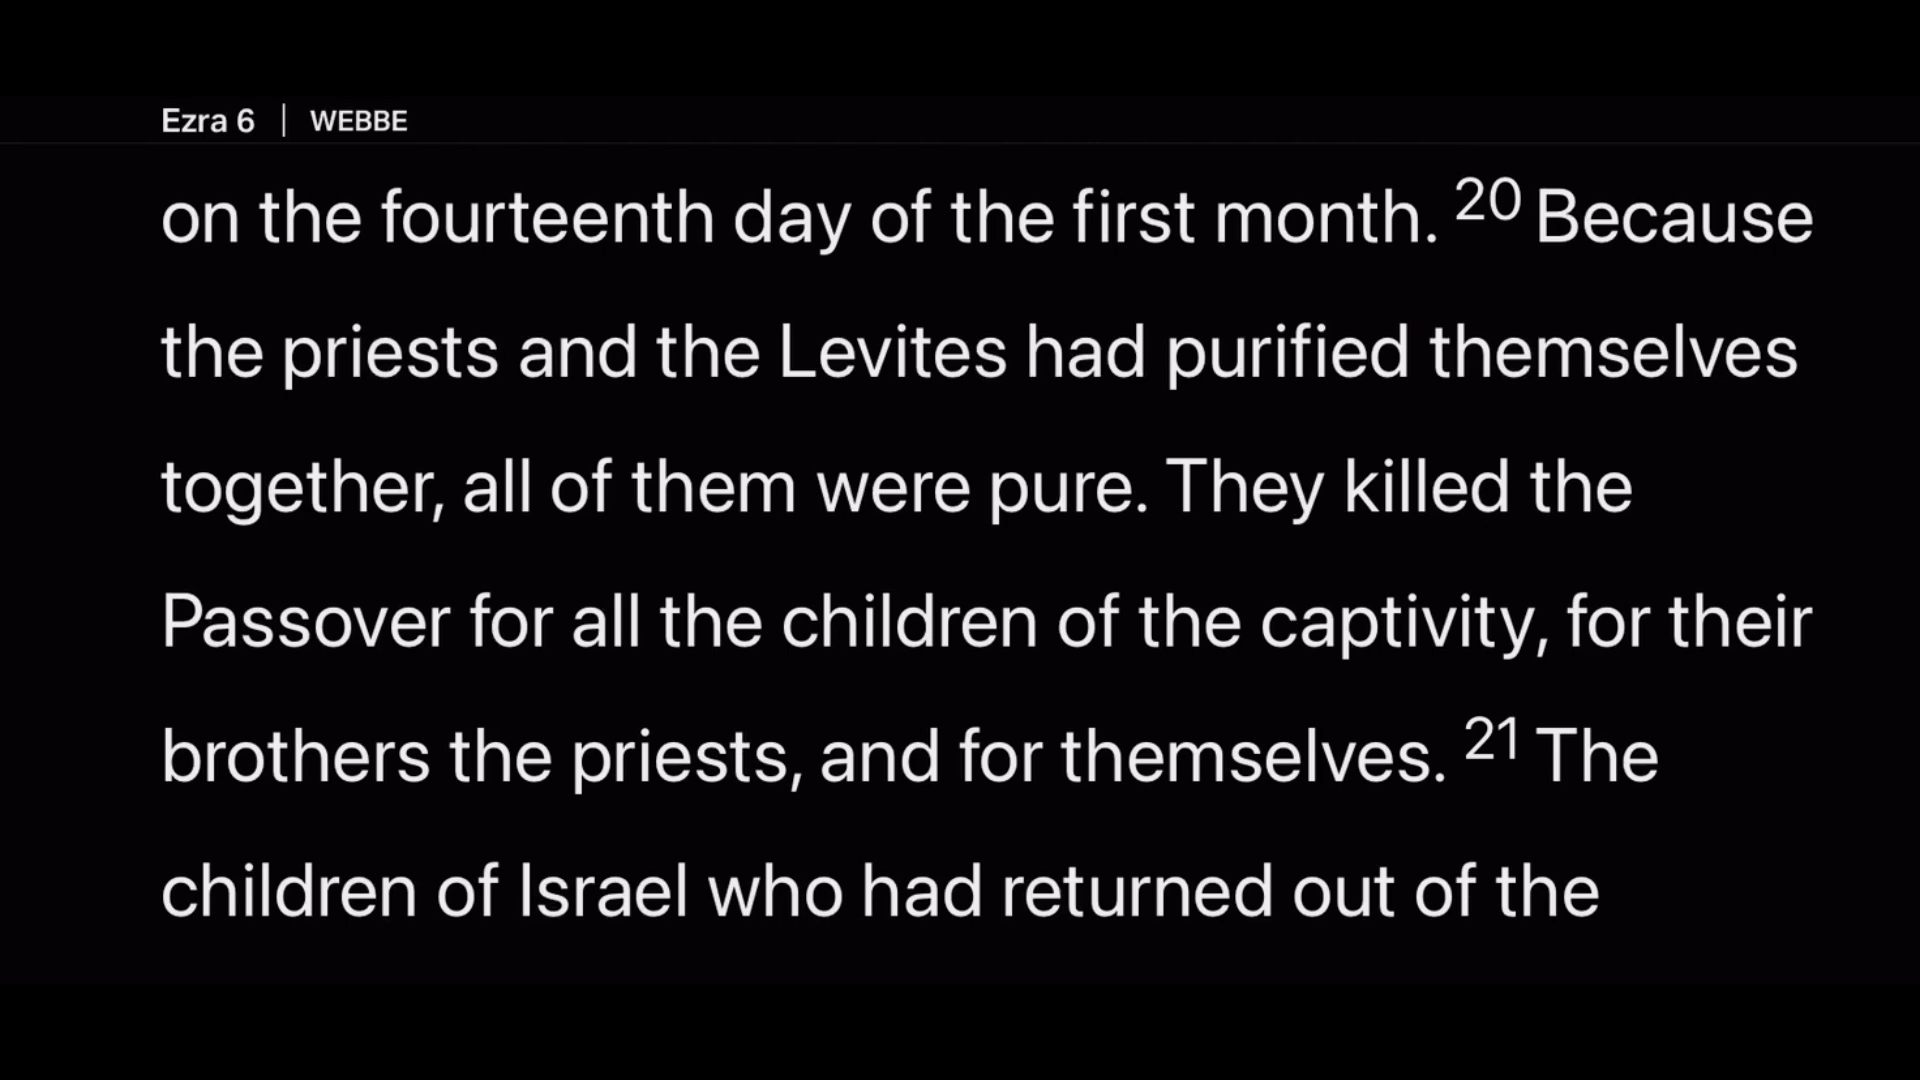 Ezra 6 | WEBBE
on the fourteenth day of the first month. 20 Because
the priests and the Levites had purified themselves
together, all of them were pure. They killed the
Passover for all the children of the captivity, for their
brothers the priests, and for themselves. 21 The
children of Israel who had returned out of the